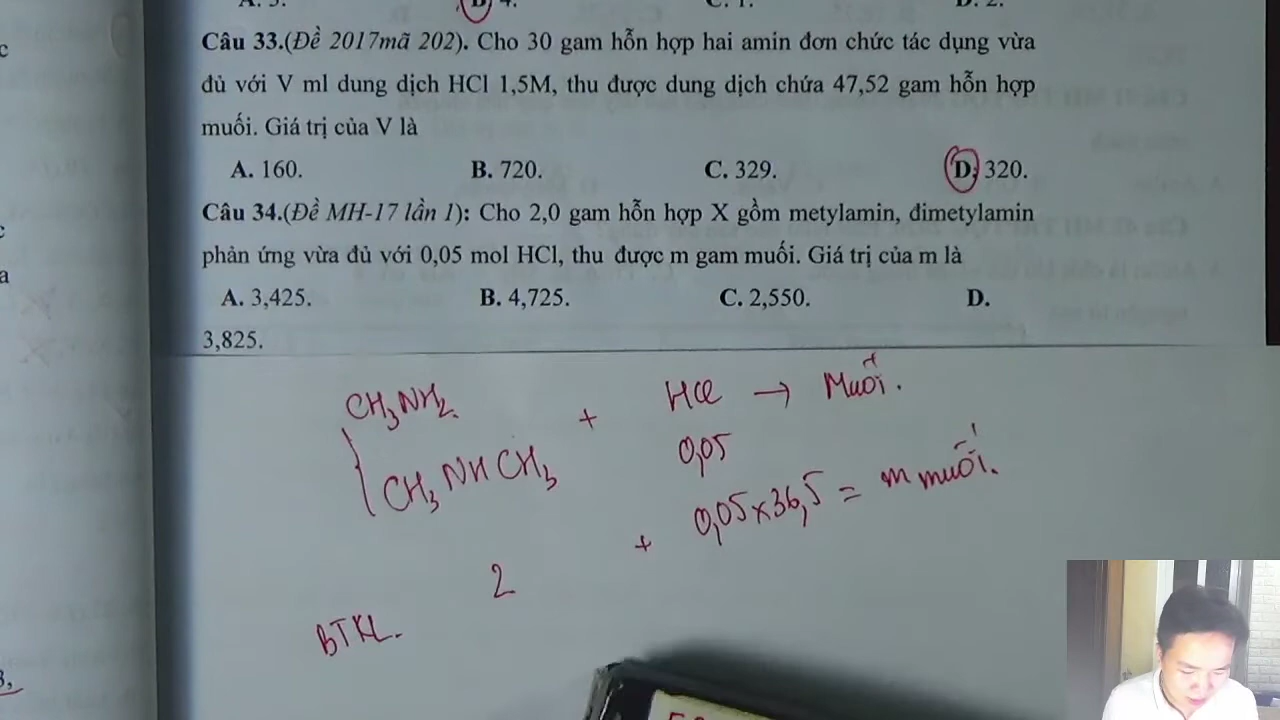 A. 3. B. 4. C. 1. D. 2.
Câu 33.(Đề 2017mã 202). Cho 30 gam hỗn hợp hai amin đơn chức tác dụng vừa
đủ với V ml dung dịch HCl 1,5M, thu được dung dịch chứa 47,52 gam hỗn hợp
muối. Giá trị của V là
A. 160. B. 720. C. 329. D. 320.
Câu 34.(Đề MH-17 lần 1): Cho 2,0 gam hỗn hợp X gồm metylamin, đimetylamin
phản ứng vừa đủ với 0,05 mol HCl, thu được m gam muối. Giá trị của m là
A. 3,425. B. 4,725. C. 2,550. D.
3,825.
CH3NH2 + HCl → Muối.
CH3NHCH3 0,05
2 + 0,05x36,5 = m muối.
BTKL.